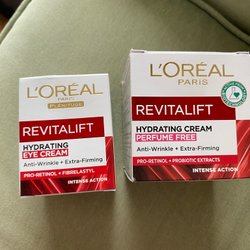 L'ORÉAL
PARIS
PLÉNITUDE
REVITALIFT
HYDRATING
EYE CREAM
Anti-Wrinkle + Extra-Firming
PRO-RETINOL + FIBRELASTYL
INTENSE ACTION
L'ORÉAL
PARIS
REVITALIFT
HYDRATING CREAM
PERFUME FREE
Anti-Wrinkle + Extra-Firming
PRO-RETINOL + PROBIOTIC EXTRACTS
INTENSE ACTION